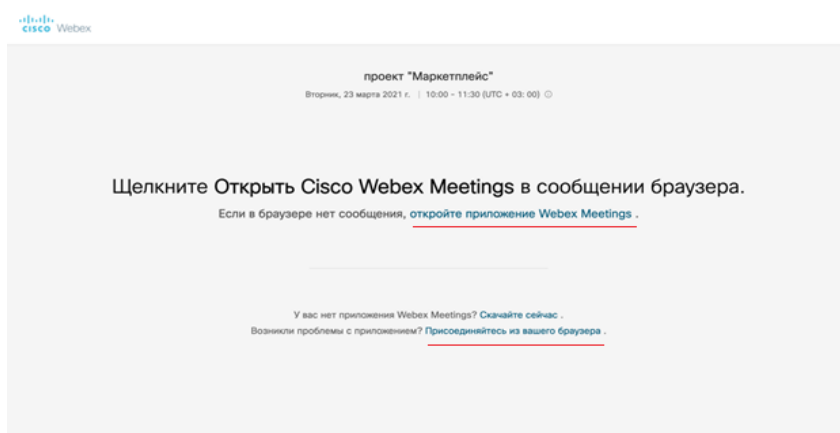 cisco Webex
проект "Маркетплейс"
Вторник, 23 марта 2021 г. | 10:00 - 11:30 (UTC + 03: 00)
Щелкните Открыть Cisco Webex Meetings в сообщении браузера.
Если в браузере нет сообщения, откройте приложение Webex Meetings .
У вас нет приложения Webex Meetings? Скачайте сейчас .
Возникли проблемы с приложением? Присоединяйтесь из вашего браузера .